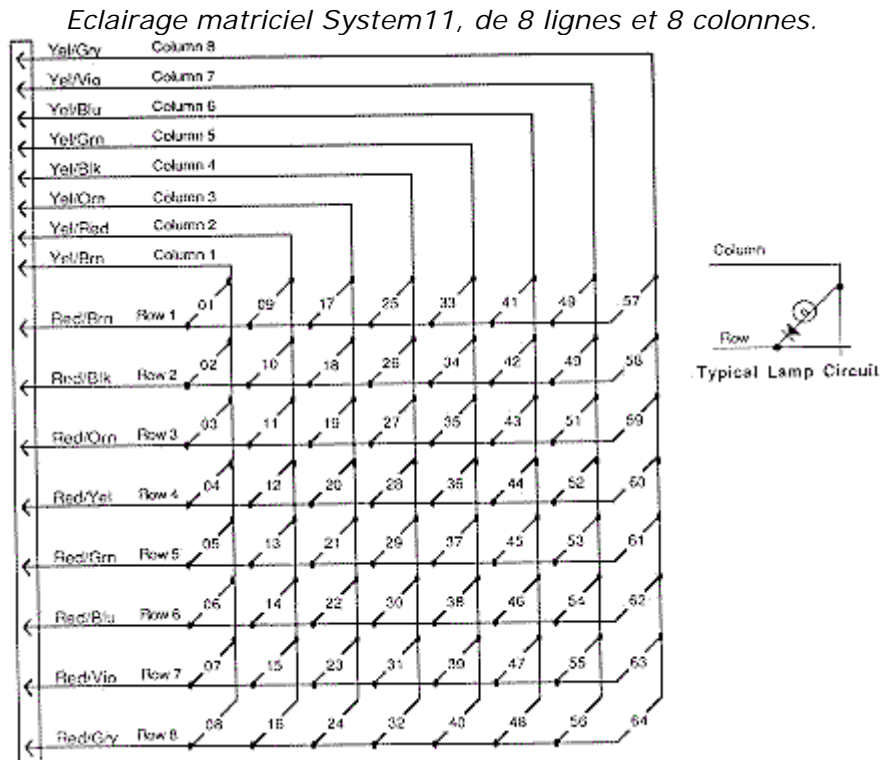 Eclairage matriciel System11, de 8 lignes et 8 colonnes.
Yel/Gry Column 8
Yel/Vio Column 7
Yel/Blu Column 6
Yel/Grn Column 5
Yel/Blk Column 4
Yel/Orn Column 3
Yel/Red Column 2
Yel/Brn Column 1
Red/Brn Row 1 01 09 17 25 33 41 49 57
Red/Blk Row 2 02 10 18 26 34 42 58
Red/Orn Row 3 03 11 19 27 35 43 51 59
Red/Yel Row 4 04 12 20 28 36 44 52 60
Red/Grn Row 5 05 13 21 29 37 45 53 61
Red/Blu Row 6 06 14 22 30 38 46 54 62
Red/Vio Row 7 07 15 23 31 39 47 55 63
Red/Gry Row 8 08 16 24 32 40 48 56 64
Column
Row
Typical Lamp Circuit